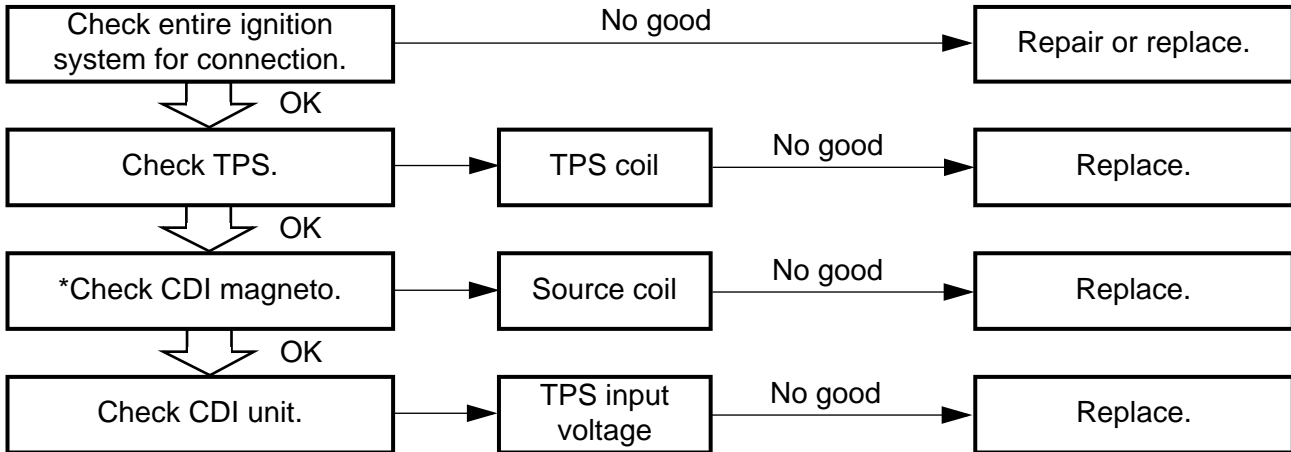 Check entire ignition
system for connection.
No good
Repair or replace.
OK
Check TPS.
TPS coil
No good
Replace.
OK
*Check CDI magneto.
Source coil
No good
Replace.
OK
Check CDI unit.
TPS input
voltage
No good
Replace.